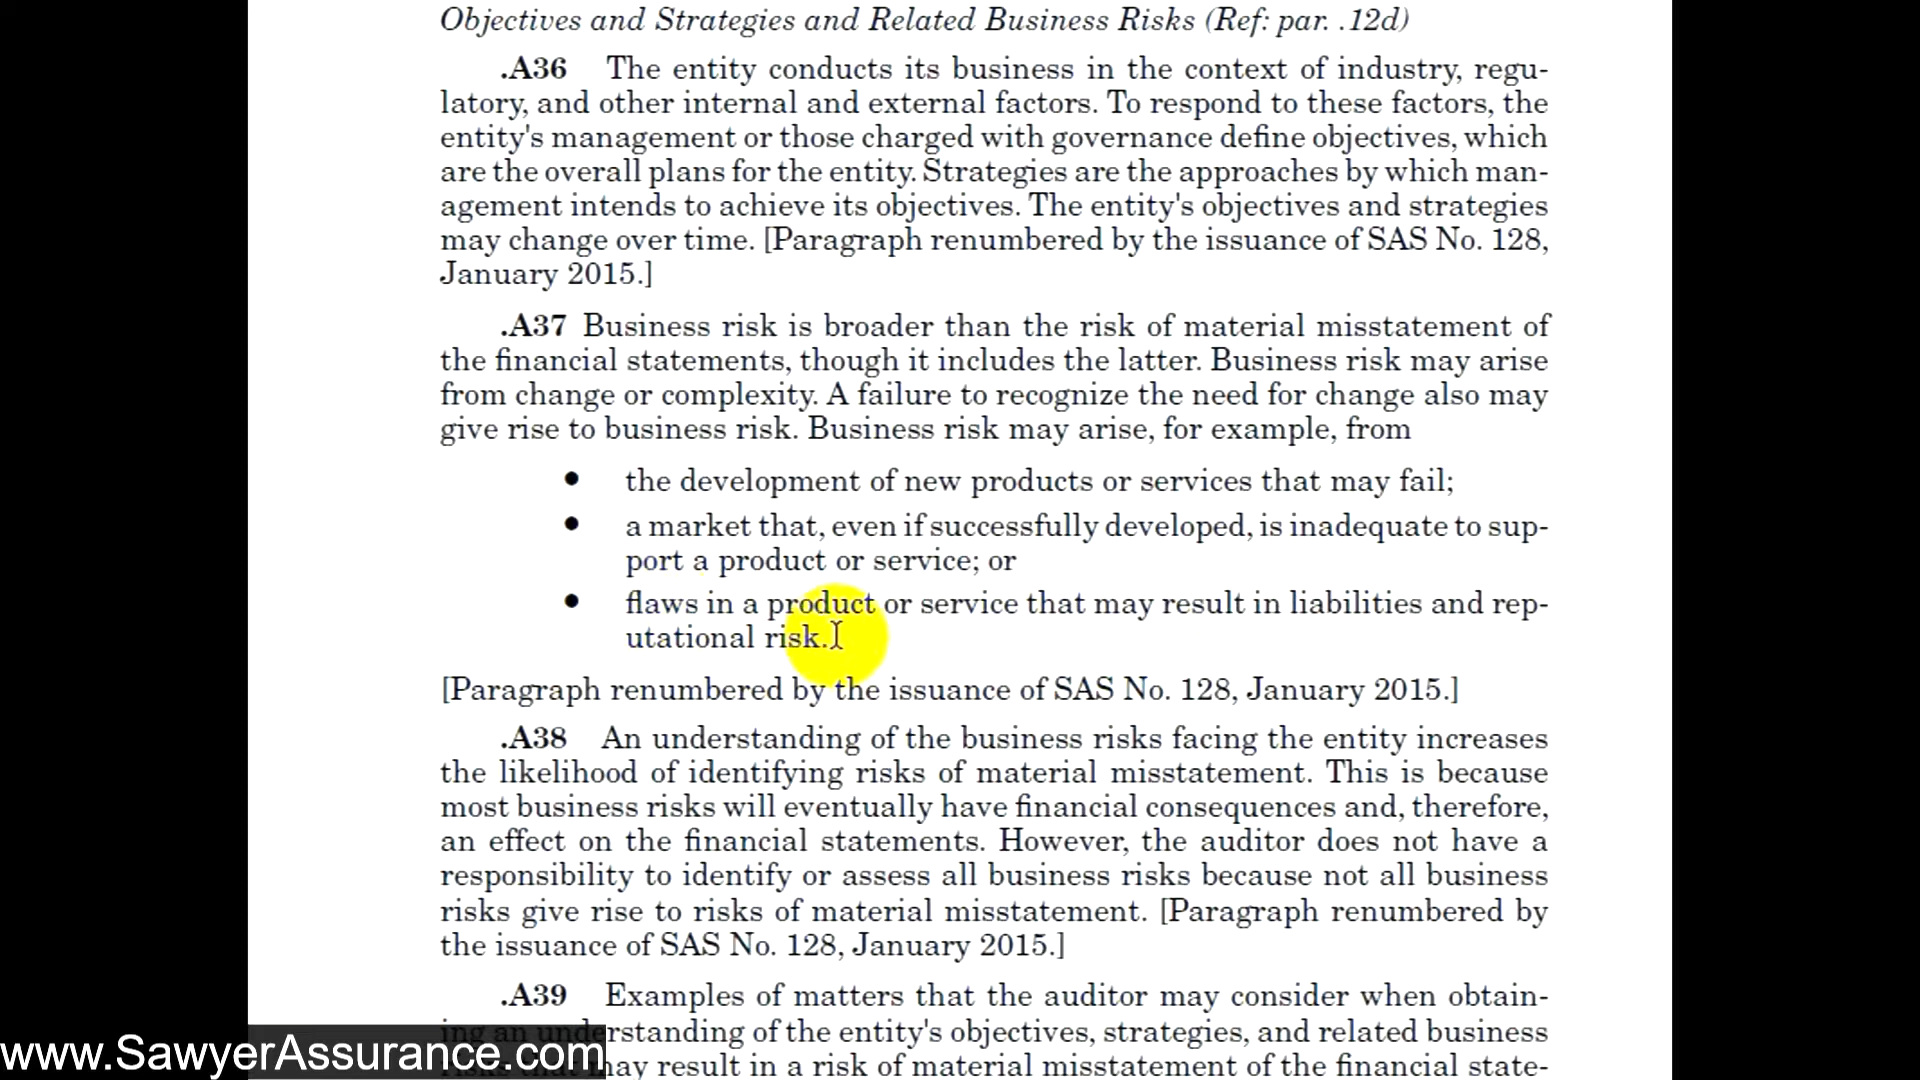 Objectives and Strategies and Related Business Risks (Ref: par. .12d)
.A36 The entity conducts its business in the context of industry, regu-
latory, and other internal and external factors. To respond to these factors, the
entity's management or those charged with governance define objectives, which
are the overall plans for the entity. Strategies are the approaches by which man-
agement intends to achieve its objectives. The entity's objectives and strategies
may change over time. [Paragraph renumbered by the issuance of SAS No. 128,
January 2015.]
.A37 Business risk is broader than the risk of material misstatement of
the financial statements, though it includes the latter. Business risk may arise
from change or complexity. A failure to recognize the need for change also may
give rise to business risk. Business risk may arise, for example, from
• the development of new products or services that may fail;
• a market that, even if successfully developed, is inadequate to sup-
port a product or service; or
• flaws in a product or service that may result in liabilities and rep-
utational risk.
[Paragraph renumbered by the issuance of SAS No. 128, January 2015.]
.A38 An understanding of the business risks facing the entity increases
the likelihood of identifying risks of material misstatement. This is because
most business risks will eventually have financial consequences and, therefore,
an effect on the financial statements. However, the auditor does not have a
responsibility to identify or assess all business risks because not all business
risks give rise to risks of material misstatement. [Paragraph renumbered by
the issuance of SAS No. 128, January 2015.]
.A39 Examples of matters that the auditor may consider when obtain-
ing an understanding of the entity's objectives, strategies, and related business
risks that may result in a risk of material misstatement of the financial state-
www.SawyerAssurance.com